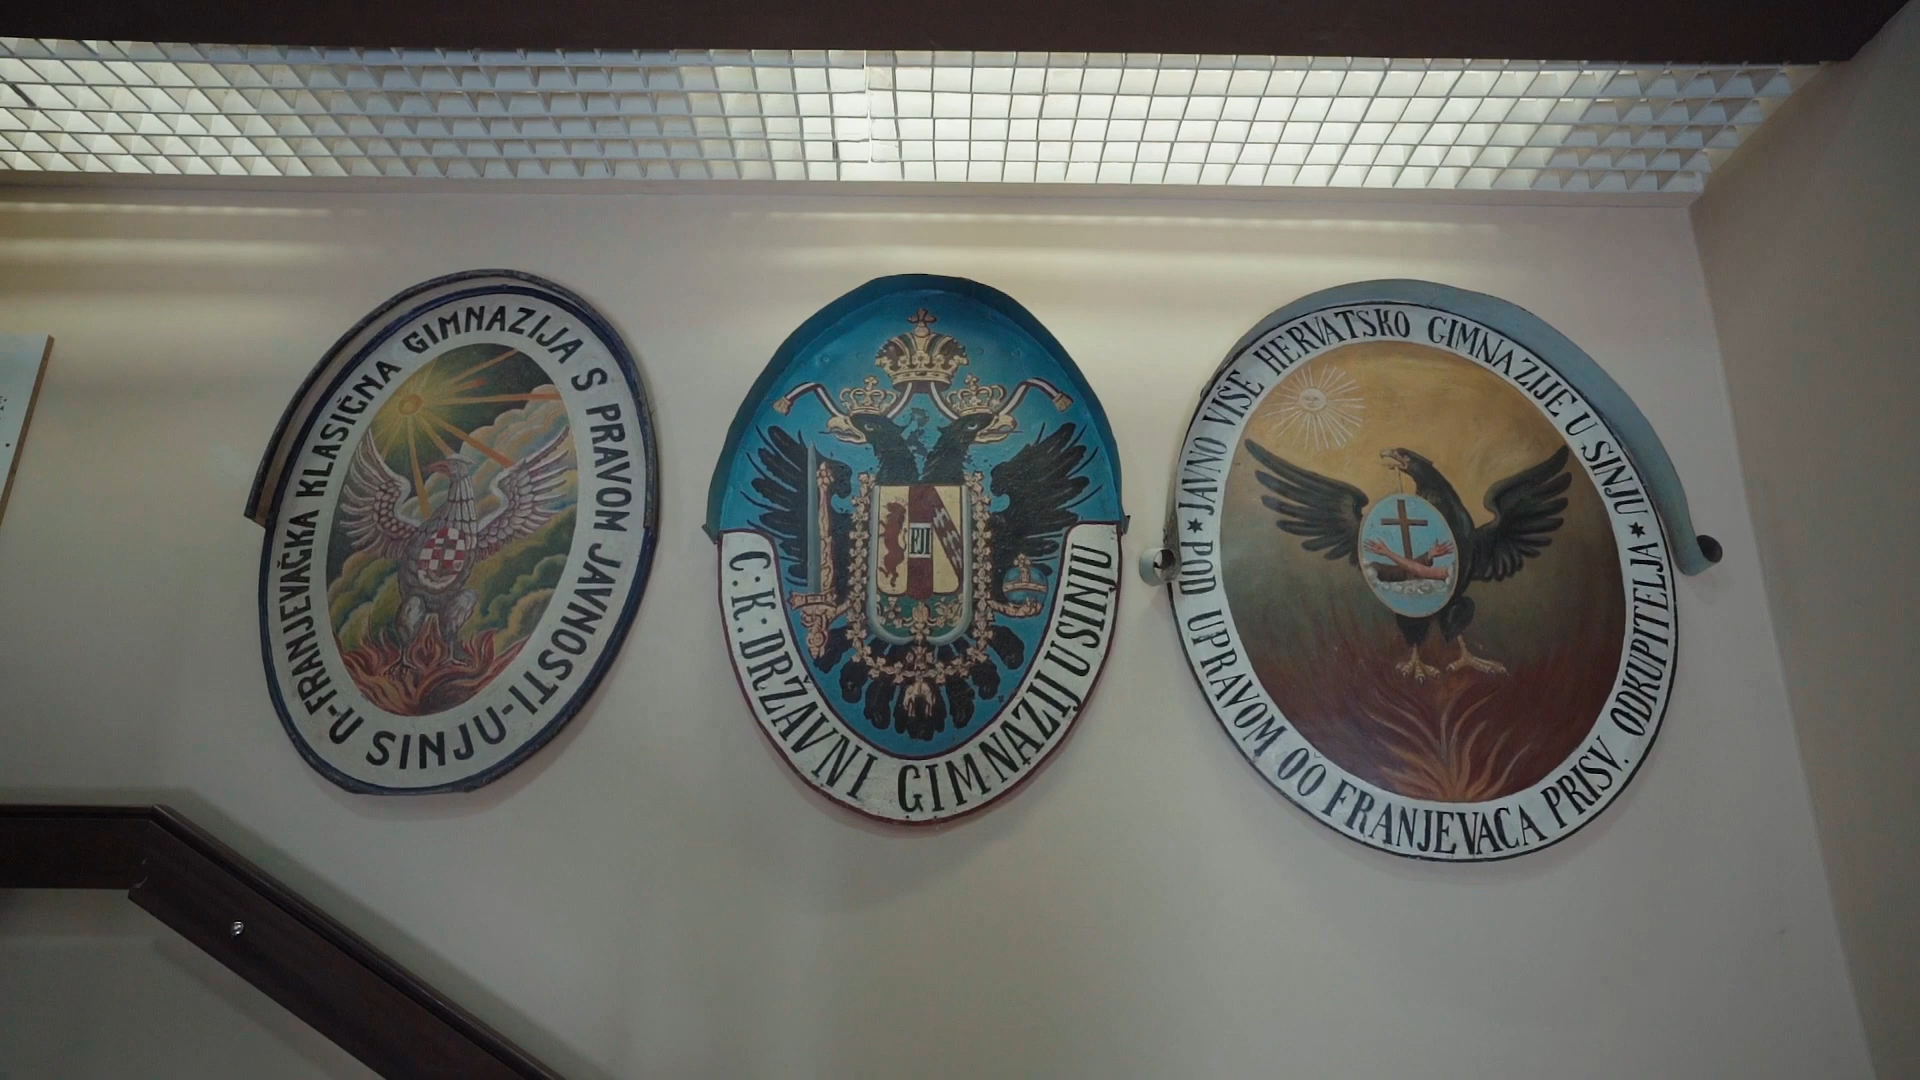 FRANJEVAČKA KLASIČNA GIMNAZIJA S PRAVOM JAVNOSTI-U SINJU-
C. K. DRŽAVNI GIMNAZIJ U SINJU
FJI
JAVNO VIŠE HERVATSKO GIMNAZIJE U SINJU
POD UPRAVOM OO FRANJEVACA PRISV. ODKUPITELJA